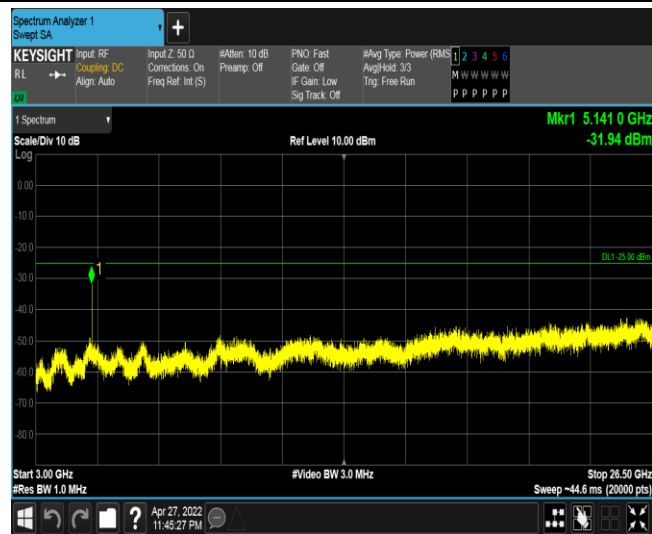 Spectrum Analyzer 1
Swept SA
+
KEYSIGHT
RL
Input: RF
Coupling: DC
Align: Auto
Input Z: 50 Ω
Corrections: On
Freq Ref: Int (S)
#Atten: 10 dB
Preamp: Off
PNO: Fast
Gate: Off
IF Gain: Low
Sig Track: Off
#Avg Type: Power (RMS
Avg|Hold: 3/3
Trig: Free Run
1 2 3 4 5 6
M W W W W W
P P P P P P
1 Spectrum
Scale/Div 10 dB
Ref Level 10.00 dBm
Mkr1 5.141 0 GHz
-31.94 dBm
Log
0.00
-10.0
-20.0
-30.0
-40.0
-50.0
-60.0
-70.0
-80.0
1
DL1 -25.00 dBm
Start 3.00 GHz
#Res BW 1.0 MHz
#Video BW 3.0 MHz
Stop 26.50 GHz
Sweep ~44.6 ms (20000 pts)
?
Apr 27, 2022
11:45:27 PM